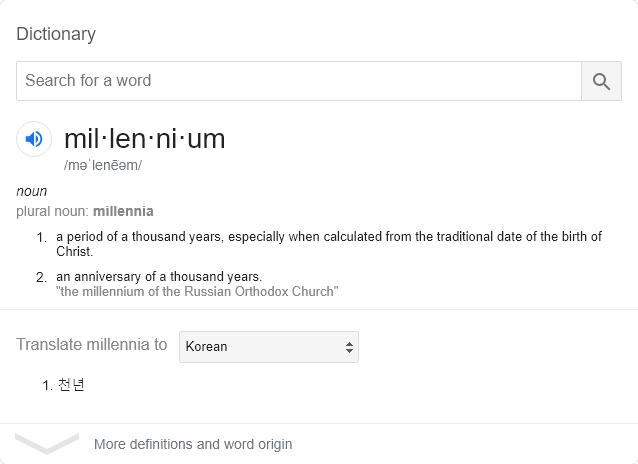 Dictionary
Search for a word
mil·len·ni·um
/məˈlenēəm/
noun
plural noun: millennia
1. a period of a thousand years, especially when calculated from the traditional date of the birth of
Christ.
2. an anniversary of a thousand years.
"the millennium of the Russian Orthodox Church"
Translate millennia to Korean
1. 천년
More definitions and word origin